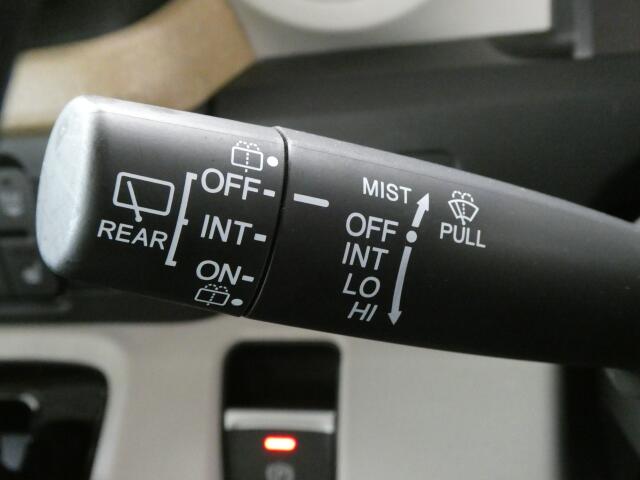 REAR
OFF
INT
ON
MIST
OFF
INT
LO
HI
PULL